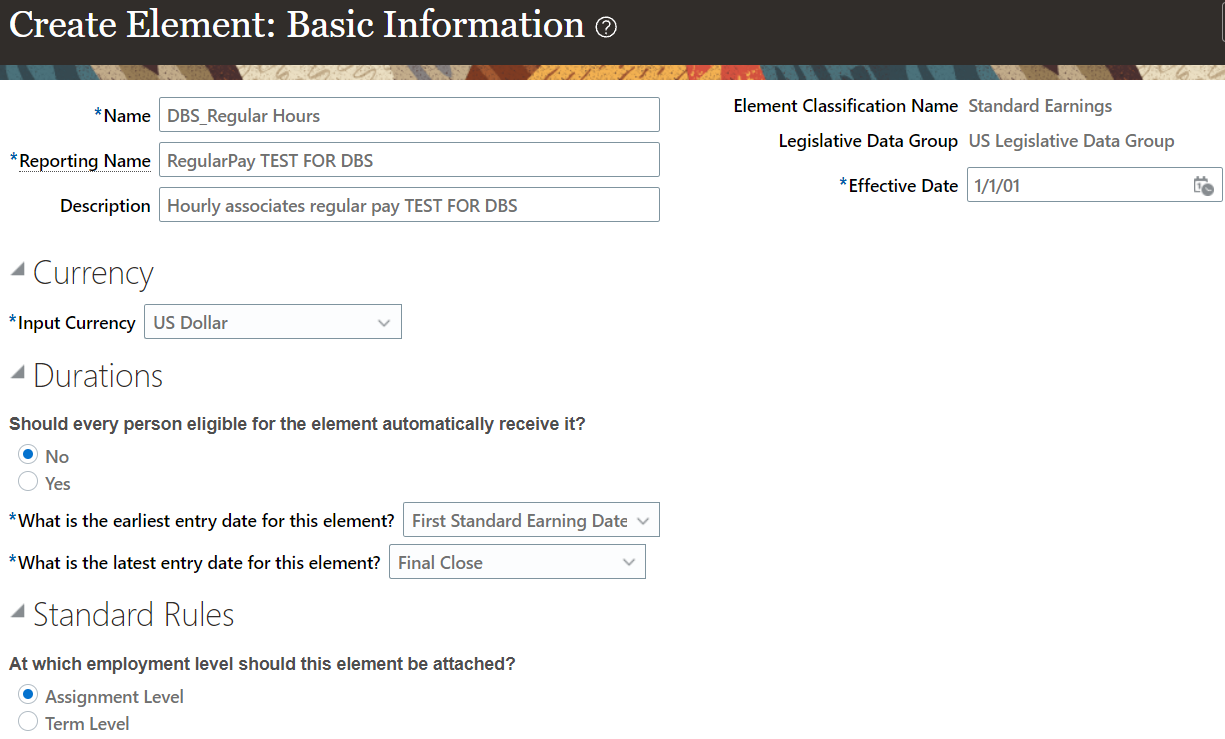 Create Element: Basic Information ?
*Name DBS_Regular Hours
*Reporting Name RegularPay TEST FOR DBS
Description Hourly associates regular pay TEST FOR DBS
Element Classification Name Standard Earnings
Legislative Data Group US Legislative Data Group
*Effective Date 1/1/01
Currency
*Input Currency US Dollar
Durations
Should every person eligible for the element automatically receive it?
No
Yes
*What is the earliest entry date for this element? First Standard Earning Date
*What is the latest entry date for this element? Final Close
Standard Rules
At which employment level should this element be attached?
Assignment Level
Term Level